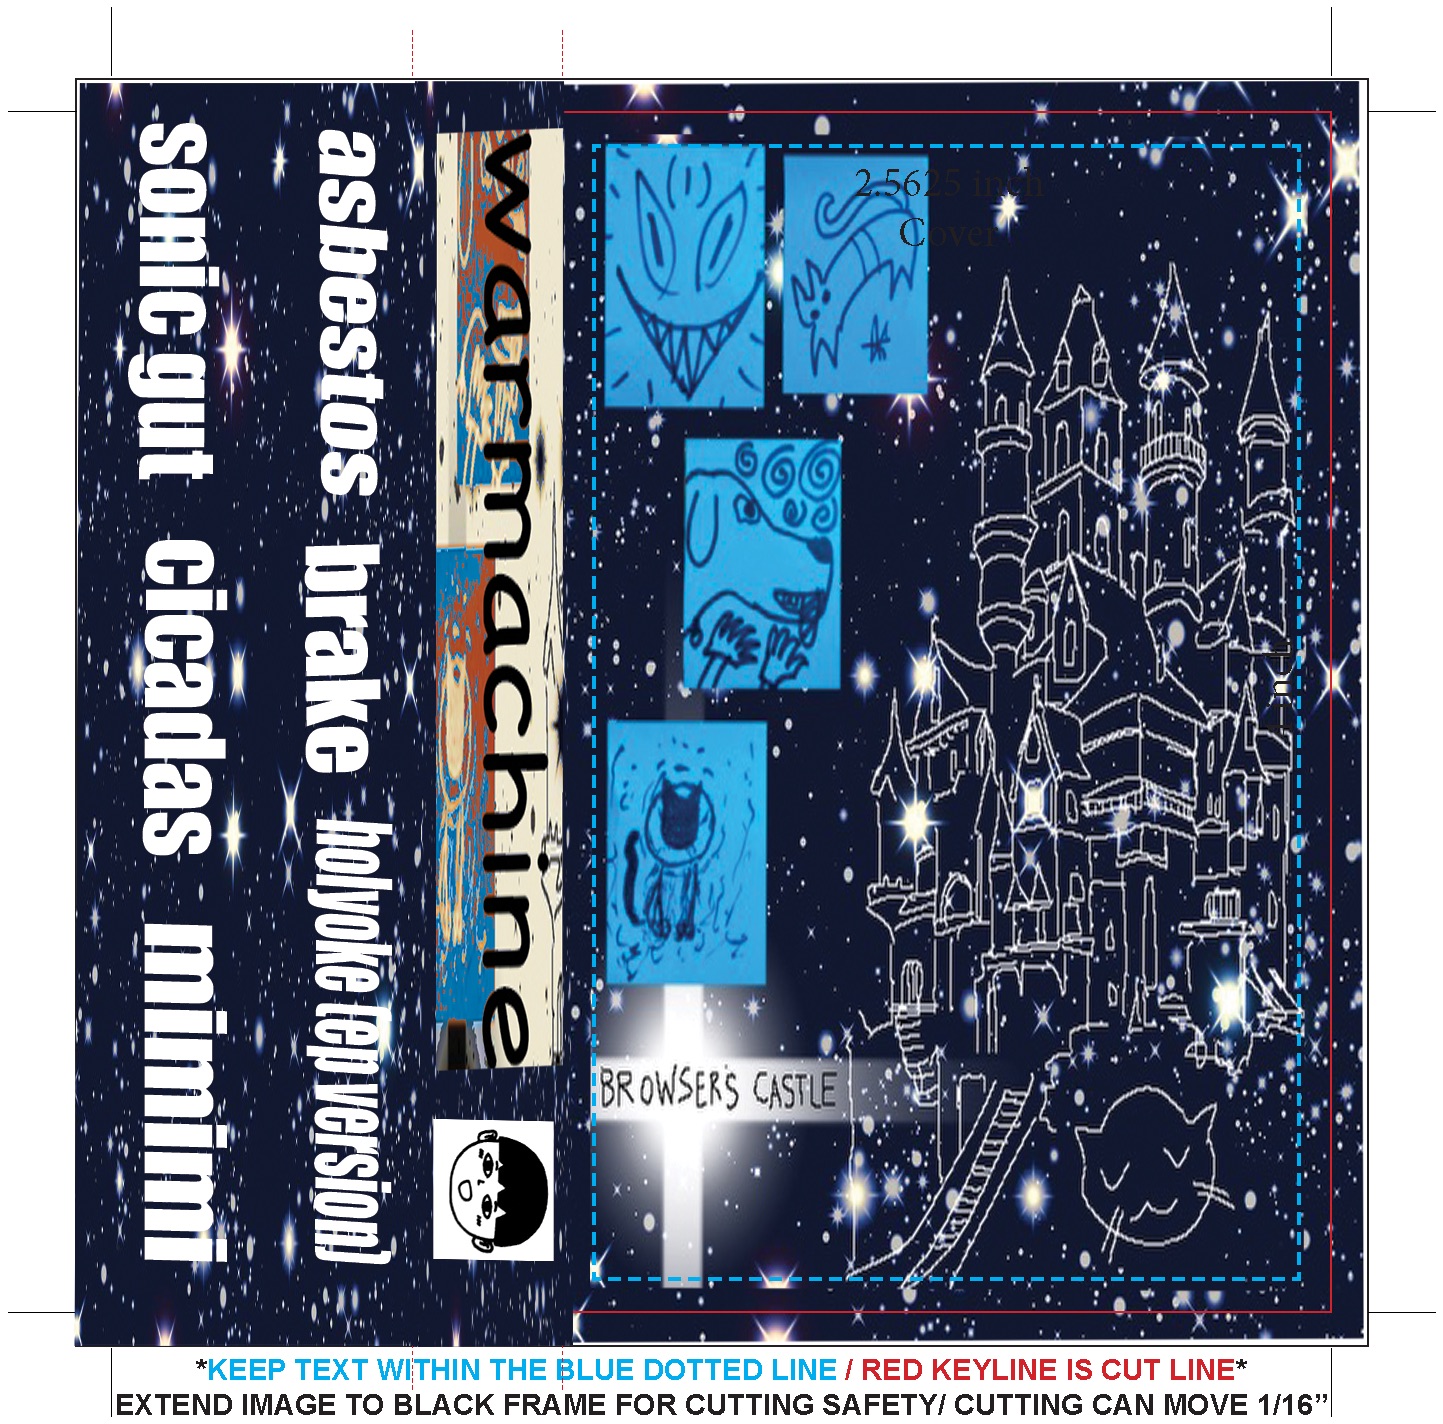 sonic gut cicadas mimimi
asbestos brake holyoke (ep version)
warmachine
2.5625 inch
Cover
BROWSER'S CASTLE
*KEEP TEXT WITHIN THE BLUE DOTTED LINE / RED KEYLINE IS CUT LINE*
EXTEND IMAGE TO BLACK FRAME FOR CUTTING SAFETY/ CUTTING CAN MOVE 1/16”